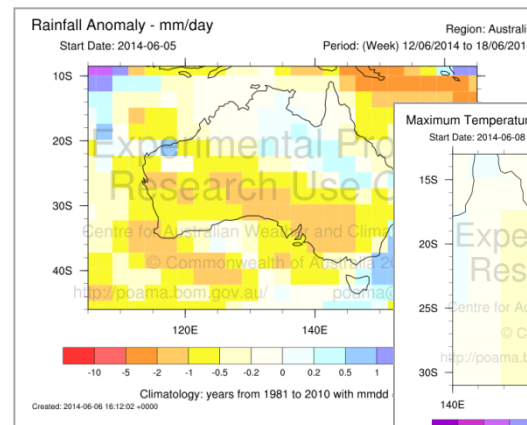 Rainfall Anomaly - mm/day
Start Date: 2014-06-05
Region: Australi
Period: (Week) 12/06/2014 to 18/06/201
10S
20S
30S
40S
120E
140E
Experimental Pro
Research Use O
Centre for Australian Weather and Clima
© Commonwealth of Australia 20
http://poama.bom.gov.au/
poama@
-10 -5 -2 -1 -0.5 -0.2 0 0.2 0.5 1
Climatology: years from 1981 to 2010 with mmdd
Created: 2014-06-06 16:12:02 +0000
Maximum Temperatur
Start Date: 2014-06-08
15S
20S
25S
30S
140E
Expe
Res
Centre for Au
© C
http://poama.b